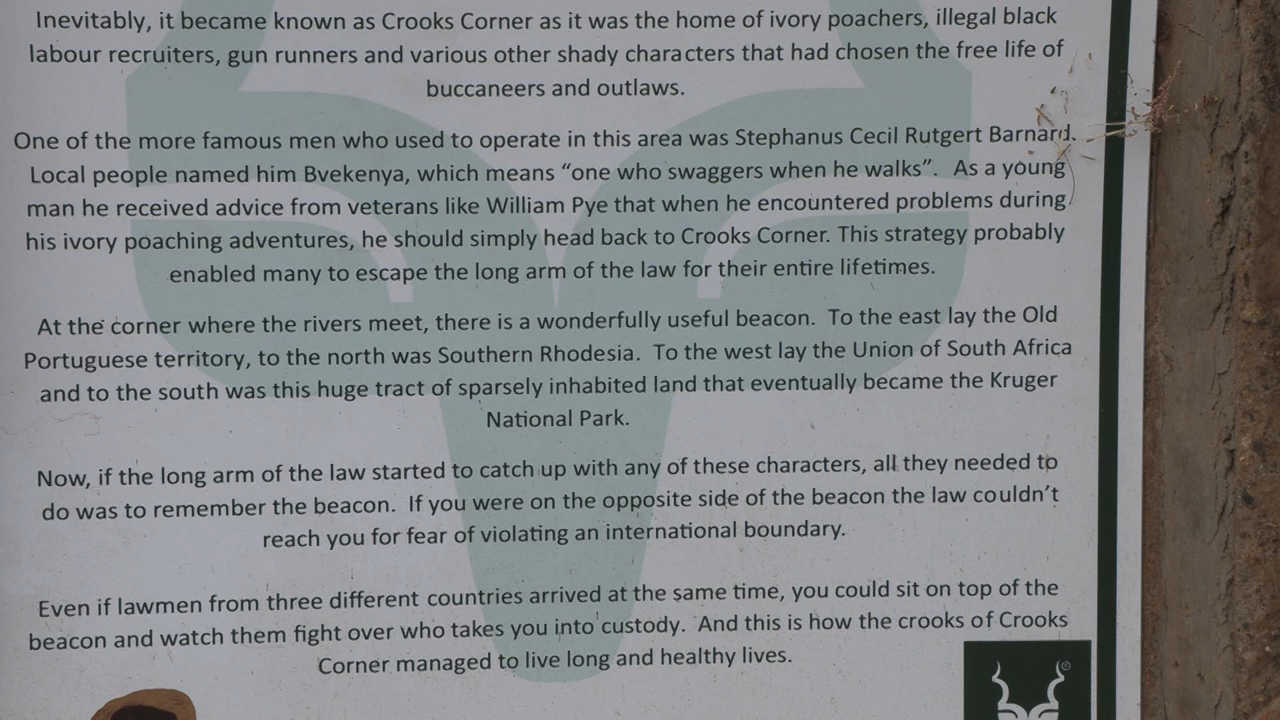 Inevitably, it became known as Crooks Corner as it was the home of ivory poachers, illegal black
labour recruiters, gun runners and various other shady characters that had chosen the free life of
buccaneers and outlaws.
One of the more famous men who used to operate in this area was Stephanus Cecil Rutgert Barnard.
Local people named him Bvekenya, which means “one who swaggers when he walks”. As a young
man he received advice from veterans like William Pye that when he encountered problems during
his ivory poaching adventures, he should simply head back to Crooks Corner. This strategy probably
enabled many to escape the long arm of the law for their entire lifetimes.
At the corner where the rivers meet, there is a wonderfully useful beacon. To the east lay the Old
Portuguese territory, to the north was Southern Rhodesia. To the west lay the Union of South Africa
and to the south was this huge tract of sparsely inhabited land that eventually became the Kruger
National Park.
Now, if the long arm of the law started to catch up with any of these characters, all they needed to
do was to remember the beacon. If you were on the opposite side of the beacon the law couldn’t
reach you for fear of violating an international boundary.
Even if lawmen from three different countries arrived at the same time, you could sit on top of the
beacon and watch them fight over who takes you into custody. And this is how the crooks of Crooks
Corner managed to live long and healthy lives.
®